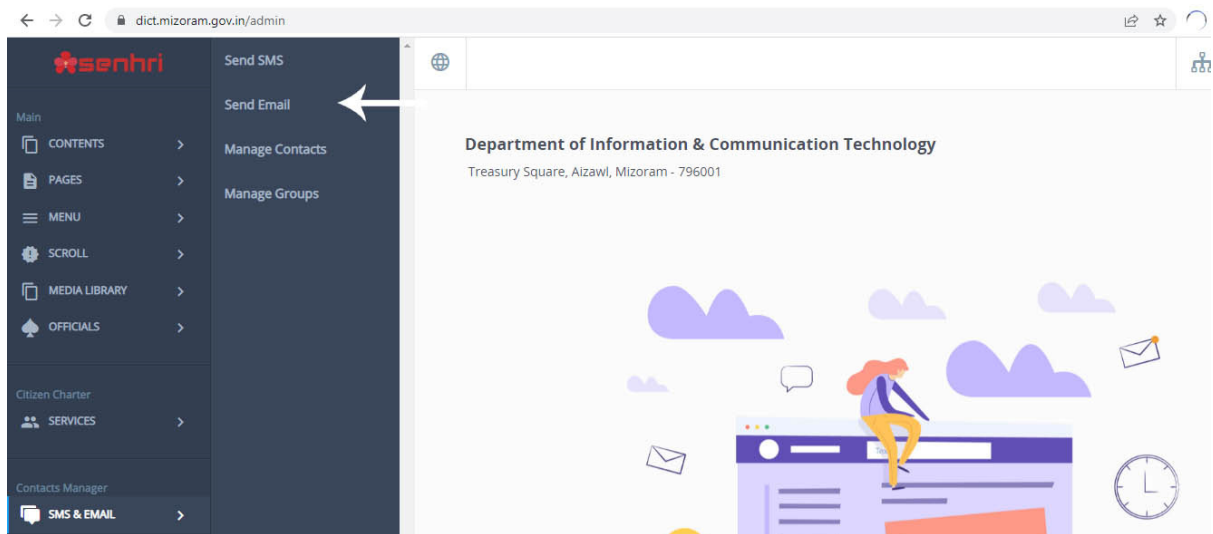 dict.mizoram.gov.in/admin
senhri
Main
CONTENTS
PAGES
MENU
SCROLL
MEDIA LIBRARY
OFFICIALS
Citizen Charter
SERVICES
Contacts Manager
SMS & EMAIL
Send SMS
Send Email
Manage Contacts
Manage Groups
Department of Information & Communication Technology
Treasury Square, Aizawl, Mizoram - 796001